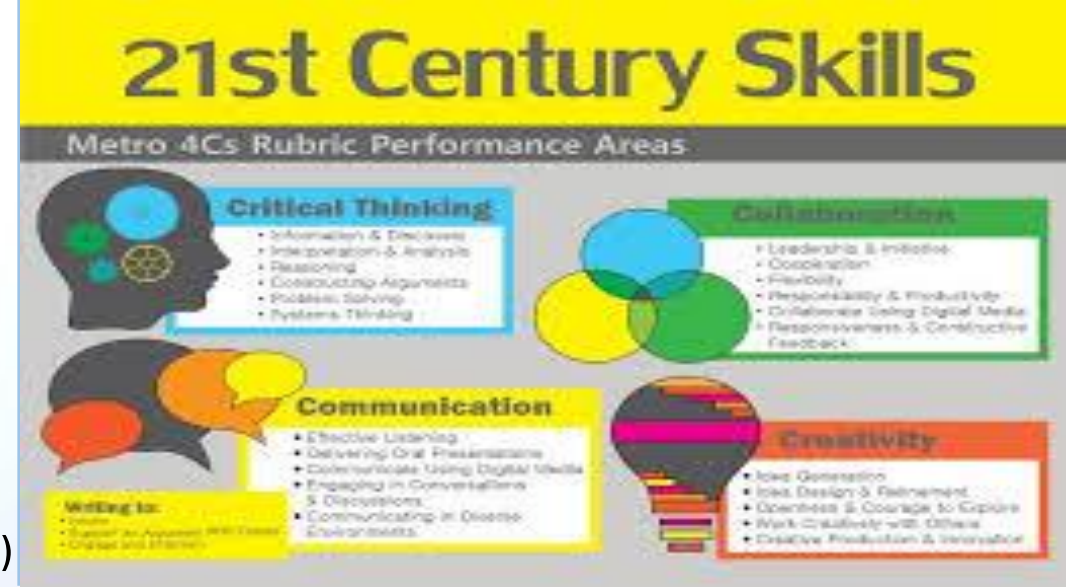 21st Century Skills
Metro 4Cs Rubric Performance Areas
Critical Thinking
• Information & Discovery
• Interpretation & Analysis
• Reasoning
• Constructing Arguments
• Problem Solving
• Systems Thinking
Collaboration
• Leadership & Initiative
• Cooperation
• Flexibility
• Responsibility & Productivity
• Collaborate Using Digital Media
• Responsiveness & Constructive
Feedback
Communication
• Effective Listening
• Delivering Oral Presentations
• Communicate Using Digital Media
• Engaging in Conversations
& Discussions
• Communicating in Diverse
Environments
Writing to:
Creativity
• Idea Generation
• Idea Design & Refinement
• Openness & Courage to Explore
• Work Creatively with Others
• Creative Production & Innovation
)